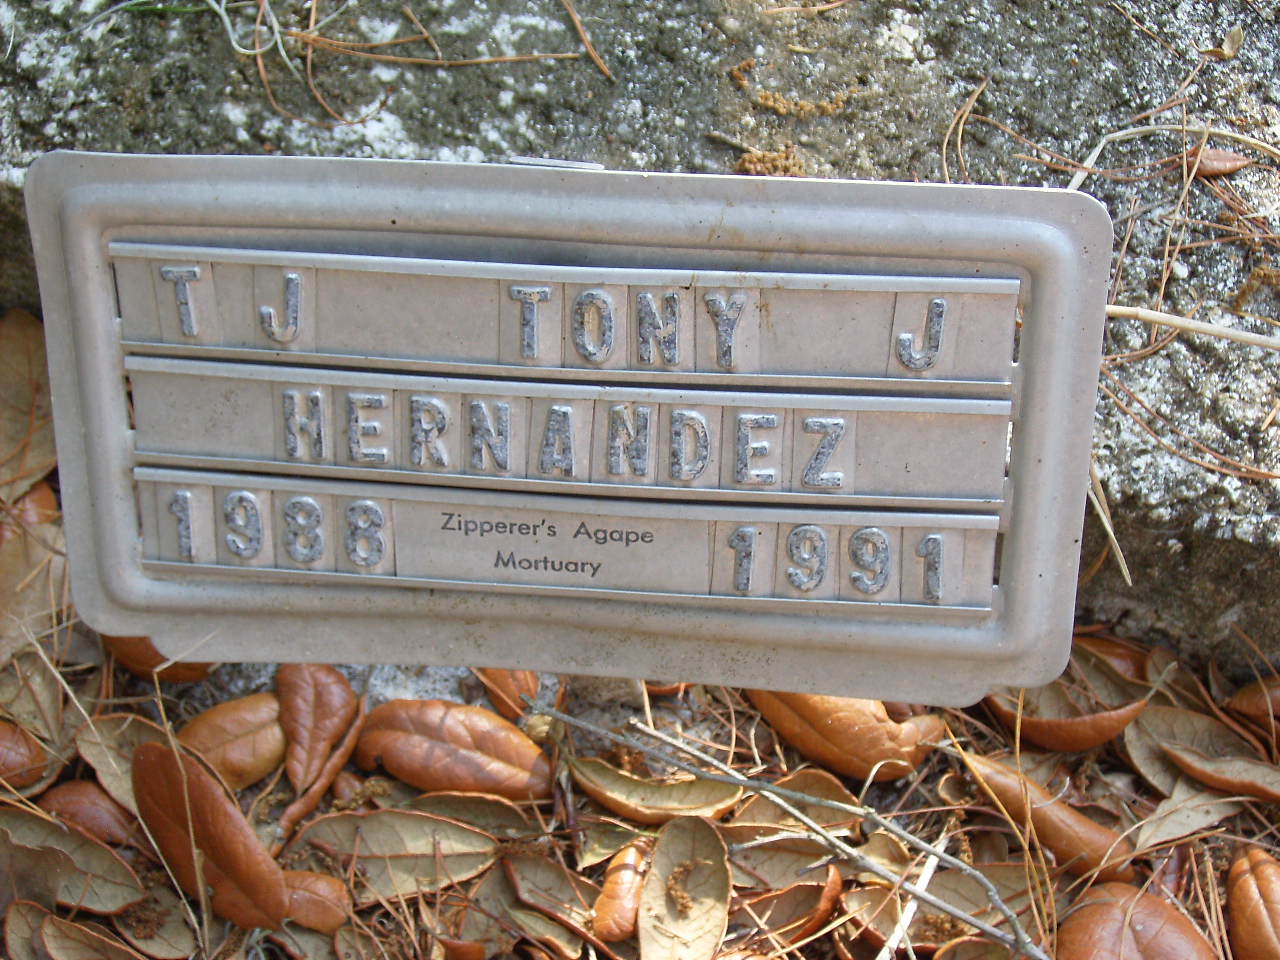 T J TONY J
HERNANDEZ
1988 Zipperer's Agape Mortuary 1991